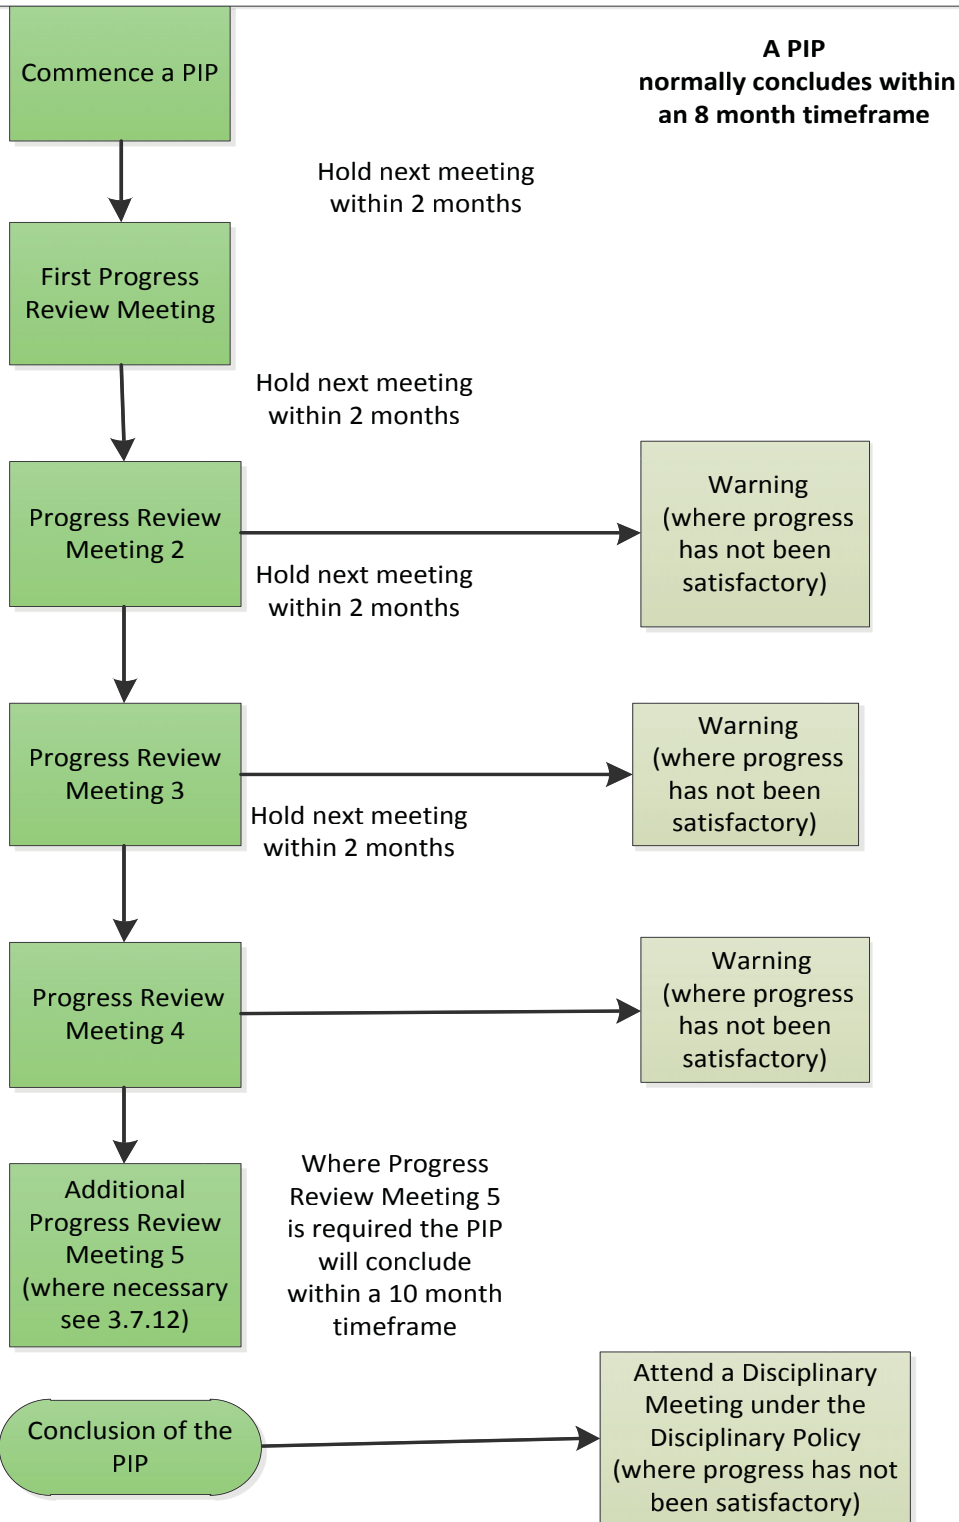 Commence a PIP
A PIP
normally concludes within
an 8 month timeframe
Hold next meeting
within 2 months
First Progress
Review Meeting
Hold next meeting
within 2 months
Progress Review
Meeting 2
Warning
(where progress
has not been
satisfactory)
Hold next meeting
within 2 months
Progress Review
Meeting 3
Warning
(where progress
has not been
satisfactory)
Hold next meeting
within 2 months
Progress Review
Meeting 4
Warning
(where progress
has not been
satisfactory)
Additional
Progress Review
Meeting 5
(where necessary
see 3.7.12)
Where Progress
Review Meeting 5
is required the PIP
will conclude
within a 10 month
timeframe
Conclusion of the
PIP
Attend a Disciplinary
Meeting under the
Disciplinary Policy
(where progress has not
been satisfactory)